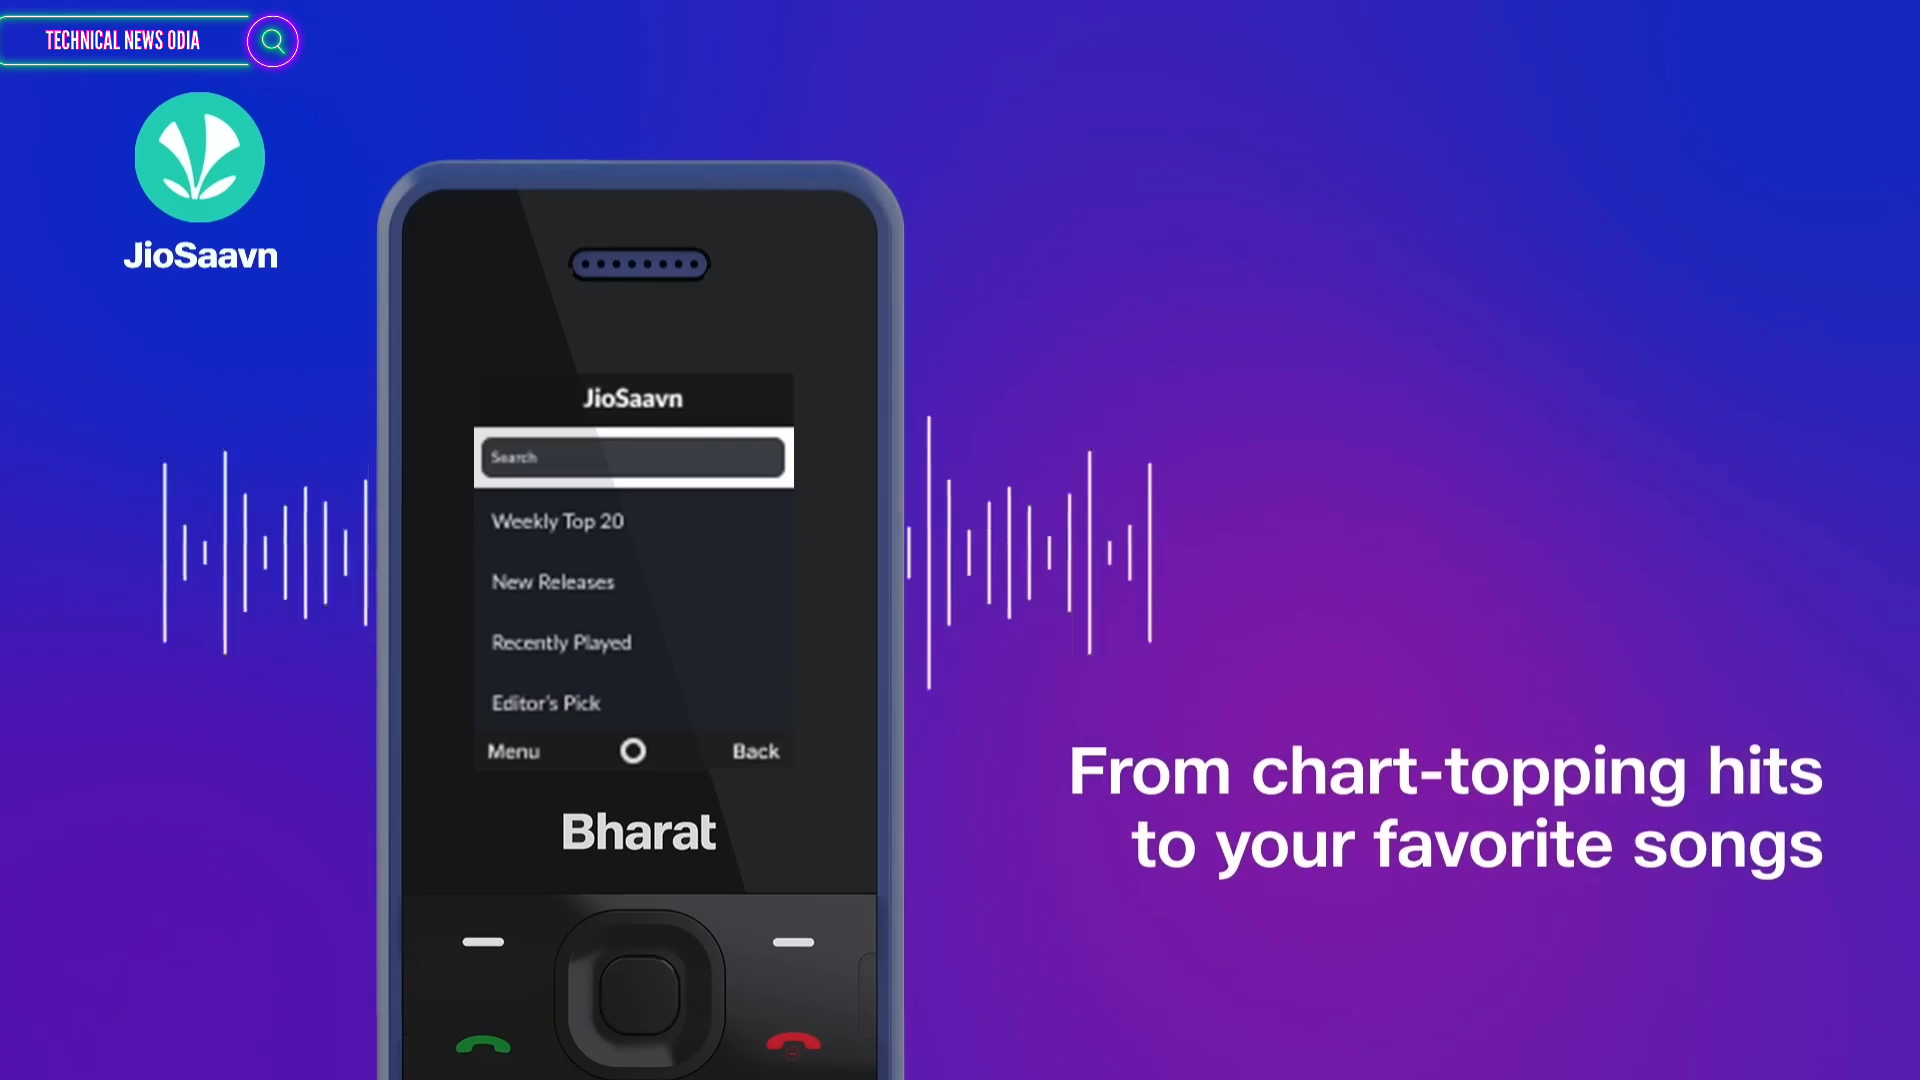 TECHNICAL NEWS ODIA
JioSaavn
JioSaavn
Search
Weekly Top 20
New Releases
Recently Played
Editor's Pick
Menu
Back
Bharat
From chart-topping hits
to your favorite songs